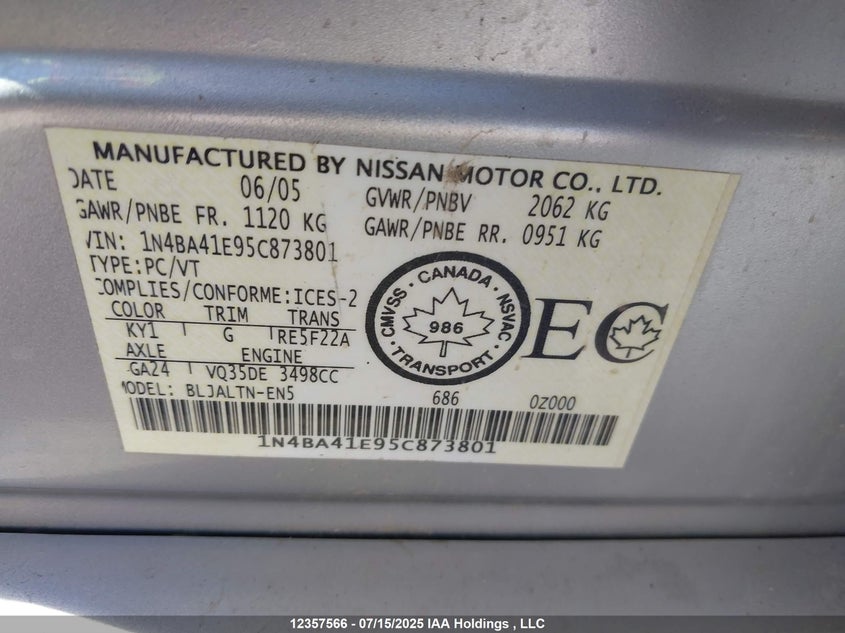 MANUFACTURED BY NISSAN MOTOR CO., LTD.
DATE 06/05 GVWR/PNBV 2062 KG
GAWR/PNBE FR. 1120 KG GAWR/PNBE RR. 0951 KG
VIN: 1N4BA41E95C873801
TYPE:PC/VT
COMPLIES/CONFORME:ICES-2
COLOR TRIM TRANS
KY1 G RE5F22A
AXLE ENGINE
GA24 VQ35DE 3498CC
MODEL: BLJALTN-EN5 686 0Z000
CANADA
CMVSS · NSVAC
986
TRANSPORT
EC
1N4BA41E95C873801
12357566 - 07/15/2025 IAA Holdings , LLC